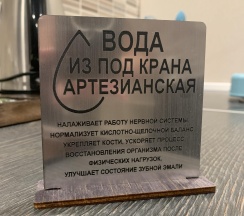 ВОДА
ИЗ ПОД КРАНА
АРТЕЗИАНСКАЯ
НАЛАЖИВАЕТ РАБОТУ НЕРВНОЙ СИСТЕМЫ,
НОРМАЛИЗУЕТ КИСЛОТНО-ЩЕЛОЧНОЙ БАЛАНС,
УКРЕПЛЯЕТ КОСТИ, УСКОРЯЕТ ПРОЦЕСС
ВОССТАНОВЛЕНИЯ ОРГАНИЗМА ПОСЛЕ
ФИЗИЧЕСКИХ НАГРУЗОК,
УЛУЧШАЕТ СОСТОЯНИЕ ЗУБНОЙ ЭМАЛИ